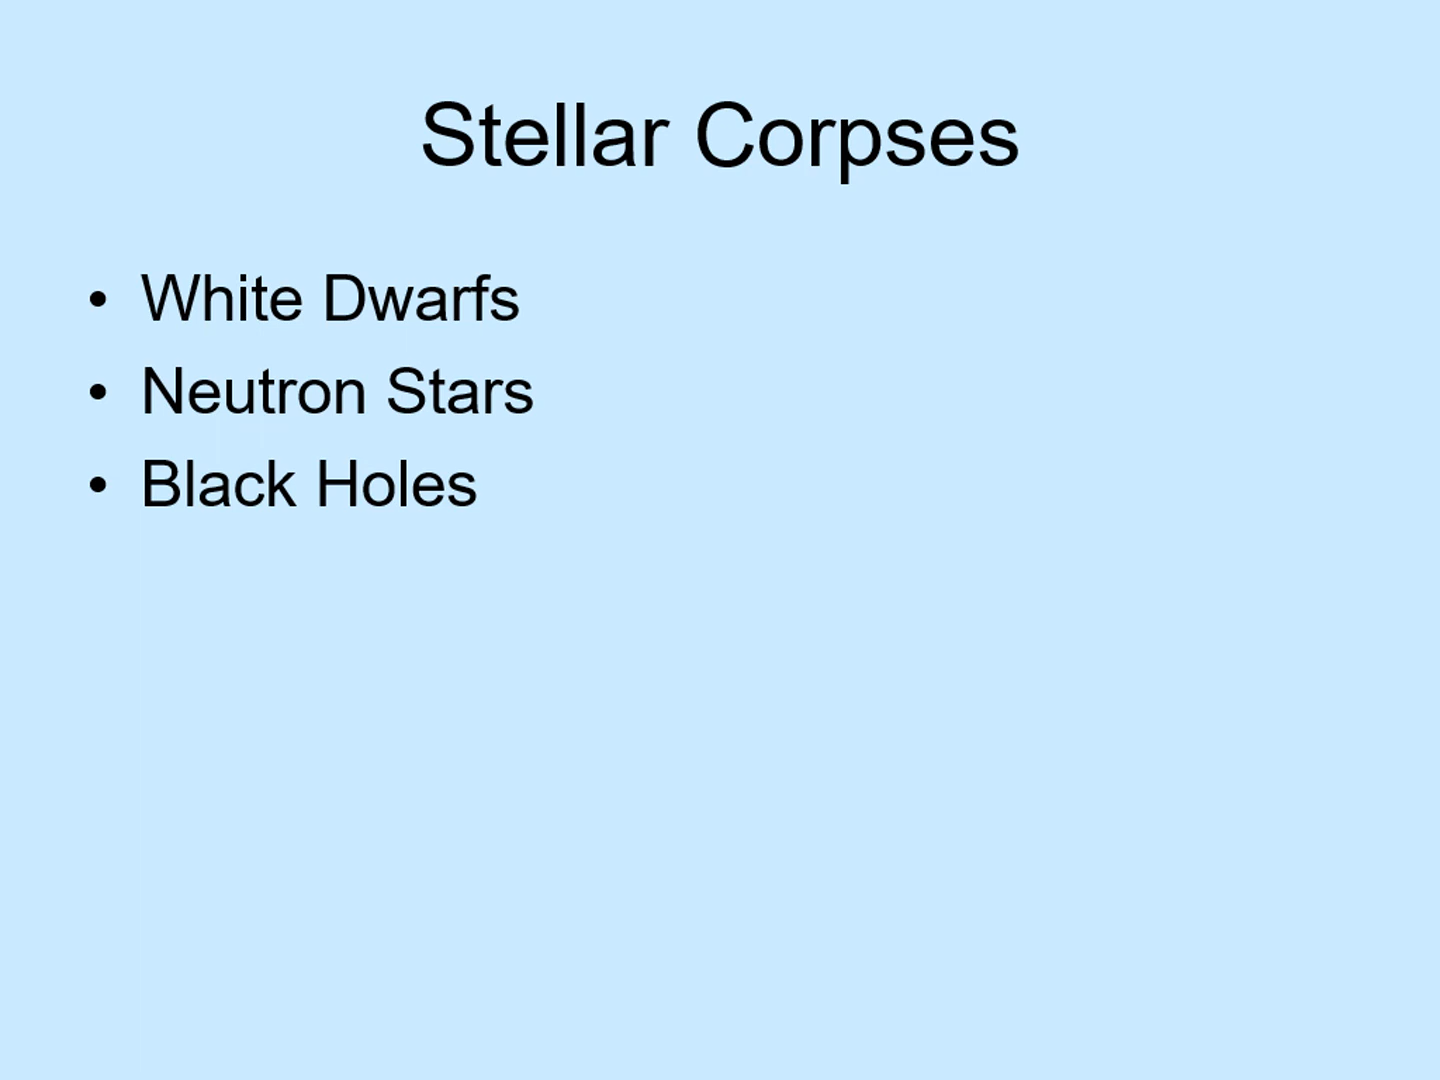 Stellar Corpses
• White Dwarfs
• Neutron Stars
• Black Holes